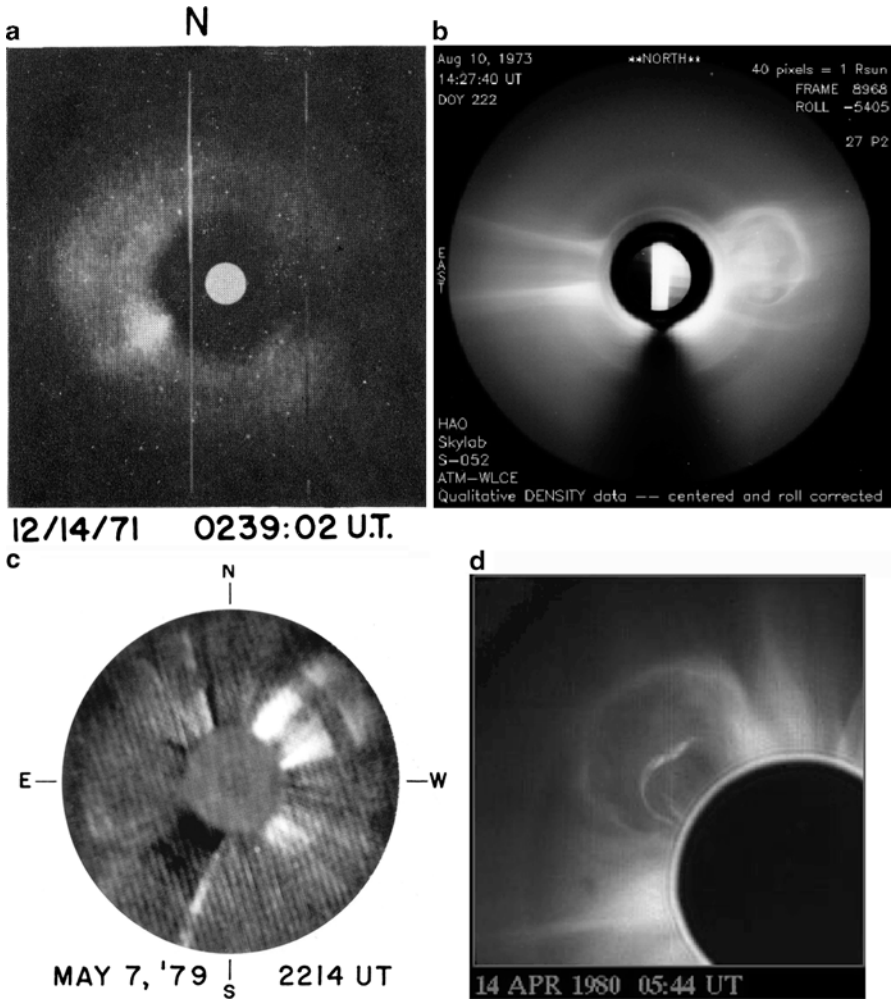 a
N
12/14/71 0239:02 U.T.
b
Aug 10, 1973
14:27:40 UT
DOY 222
**NORTH**
40 pixels = 1 Rsun
FRAME 8968
ROLL -5405
27 P2
EAST
HAO
Skylab
S-052
ATM-WLCE
Qualitative DENSITY data -- centered and roll corrected
c
N
E
W
S
MAY 7, '79 2214 UT
d
14 APR 1980 05:44 UT